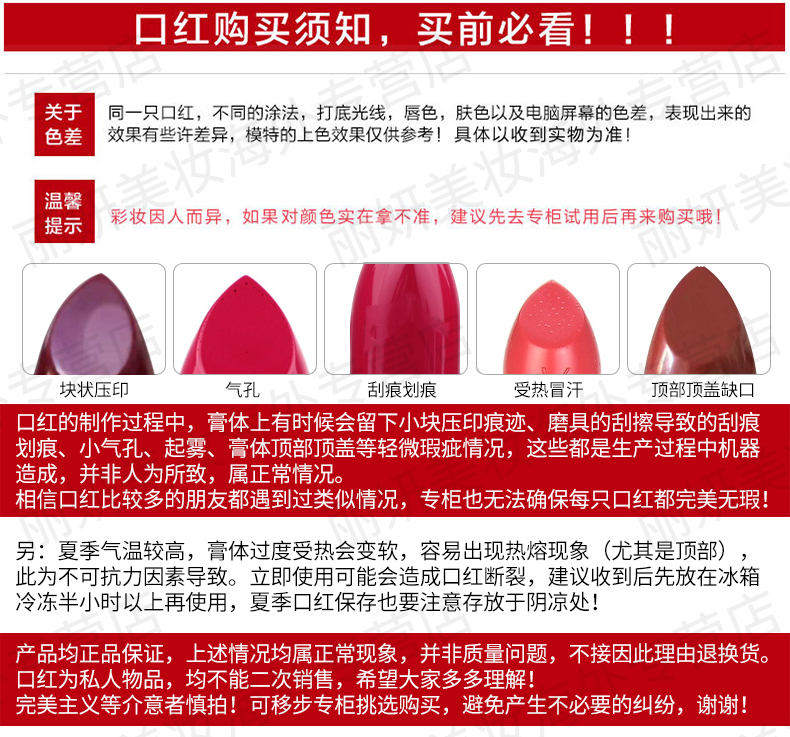 口红购买须知，买前必看！！！
关于
色差
同一只口红，不同的涂法，打底光线，唇色，肤色以及电脑屏幕的色差，表现出来的
效果有些许差异，模特的上色效果仅供参考！具体以收到实物为准！
温馨
提示
彩妆因人而异，如果对颜色实在拿不准，建议先去专柜试用后再来购买哦！
块状压印
气孔
刮痕划痕
受热冒汗
顶部顶盖缺口
口红的制作过程中，膏体上有时候会留下小块压印痕迹、磨具的刮擦导致的刮痕
划痕、小气孔、起雾、膏体顶部顶盖等轻微瑕疵情况，这些都是生产过程中机器
造成，并非人为所致，属正常情况。
相信口红比较多的朋友都遇到过类似情况，专柜也无法确保每只口红都完美无瑕！
另：夏季气温较高，膏体过度受热会变软，容易出现热熔现象（尤其是顶部），
此为不可抗力因素导致。立即使用可能会造成口红断裂，建议收到后先放在冰箱
冷冻半小时以上再使用，夏季口红保存也要注意存放于阴凉处！
产品均正品保证，上述情况均属正常现象，并非质量问题，不接因此理由退换货。
口红为私人物品，均不能二次销售，希望大家多多理解！
完美主义等介意者慎拍！可移步专柜挑选购买，避免产生不必要的纠纷，谢谢！
丽妍美妆海外专营店